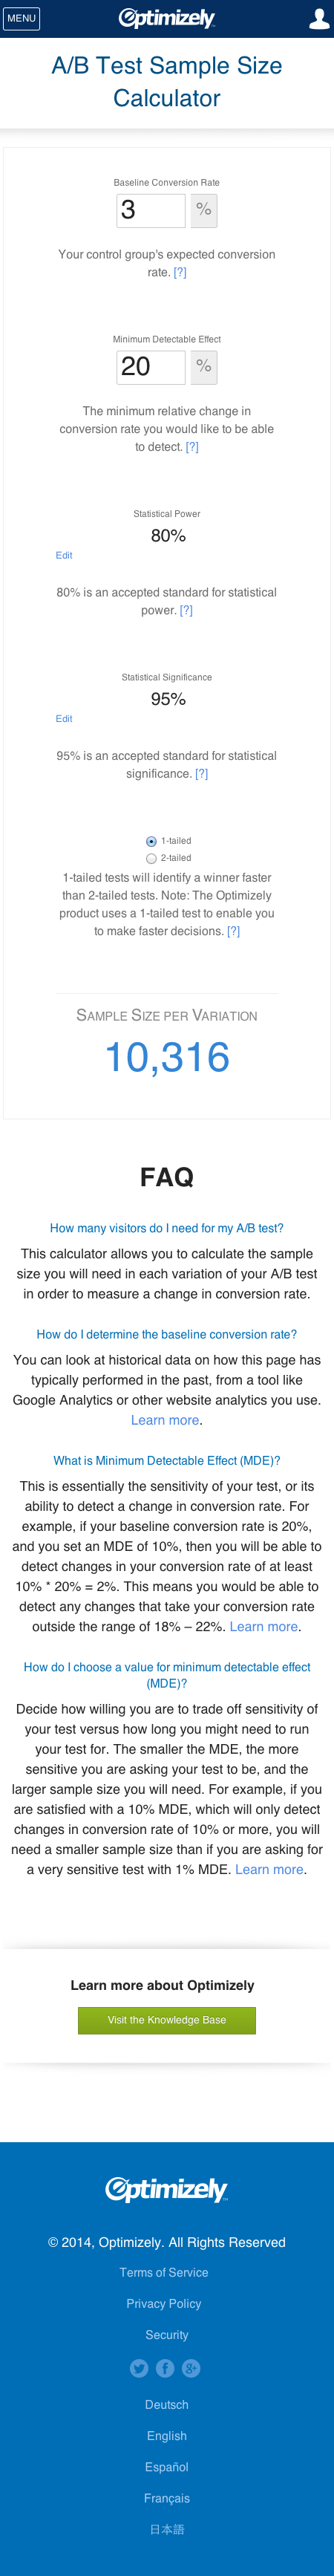 MENU
Optimizely
A/B Test Sample Size
Calculator
Baseline Conversion Rate
3 %
Your control group's expected conversion
rate. [?]
Minimum Detectable Effect
20 %
The minimum relative change in
conversion rate you would like to be able
to detect. [?]
Statistical Power
80%
Edit
80% is an accepted standard for statistical
power. [?]
Statistical Significance
95%
Edit
95% is an accepted standard for statistical
significance. [?]
1-tailed
2-tailed
1-tailed tests will identify a winner faster
than 2-tailed tests. Note: The Optimizely
product uses a 1-tailed test to enable you
to make faster decisions. [?]
SAMPLE SIZE PER VARIATION
10,316
FAQ
How many visitors do I need for my A/B test?
This calculator allows you to calculate the sample
size you will need in each variation of your A/B test
in order to measure a change in conversion rate.
How do I determine the baseline conversion rate?
You can look at historical data on how this page has
typically performed in the past, from a tool like
Google Analytics or other website analytics you use.
Learn more.
What is Minimum Detectable Effect (MDE)?
This is essentially the sensitivity of your test, or its
ability to detect a change in conversion rate. For
example, if your baseline conversion rate is 20%,
and you set an MDE of 10%, then you will be able to
detect changes in your conversion rate of at least
10% * 20% = 2%. This means you would be able to
detect any changes that take your conversion rate
outside the range of 18% – 22%. Learn more.
How do I choose a value for minimum detectable effect
(MDE)?
Decide how willing you are to trade off sensitivity of
your test versus how long you might need to run
your test for. The smaller the MDE, the more
sensitive you are asking your test to be, and the
larger sample size you will need. For example, if you
are satisfied with a 10% MDE, which will only detect
changes in conversion rate of 10% or more, you will
need a smaller sample size than if you are asking for
a very sensitive test with 1% MDE. Learn more.
Learn more about Optimizely
Visit the Knowledge Base
Optimizely
© 2014, Optimizely. All Rights Reserved
Terms of Service
Privacy Policy
Security
Deutsch
English
Español
Français
日本語